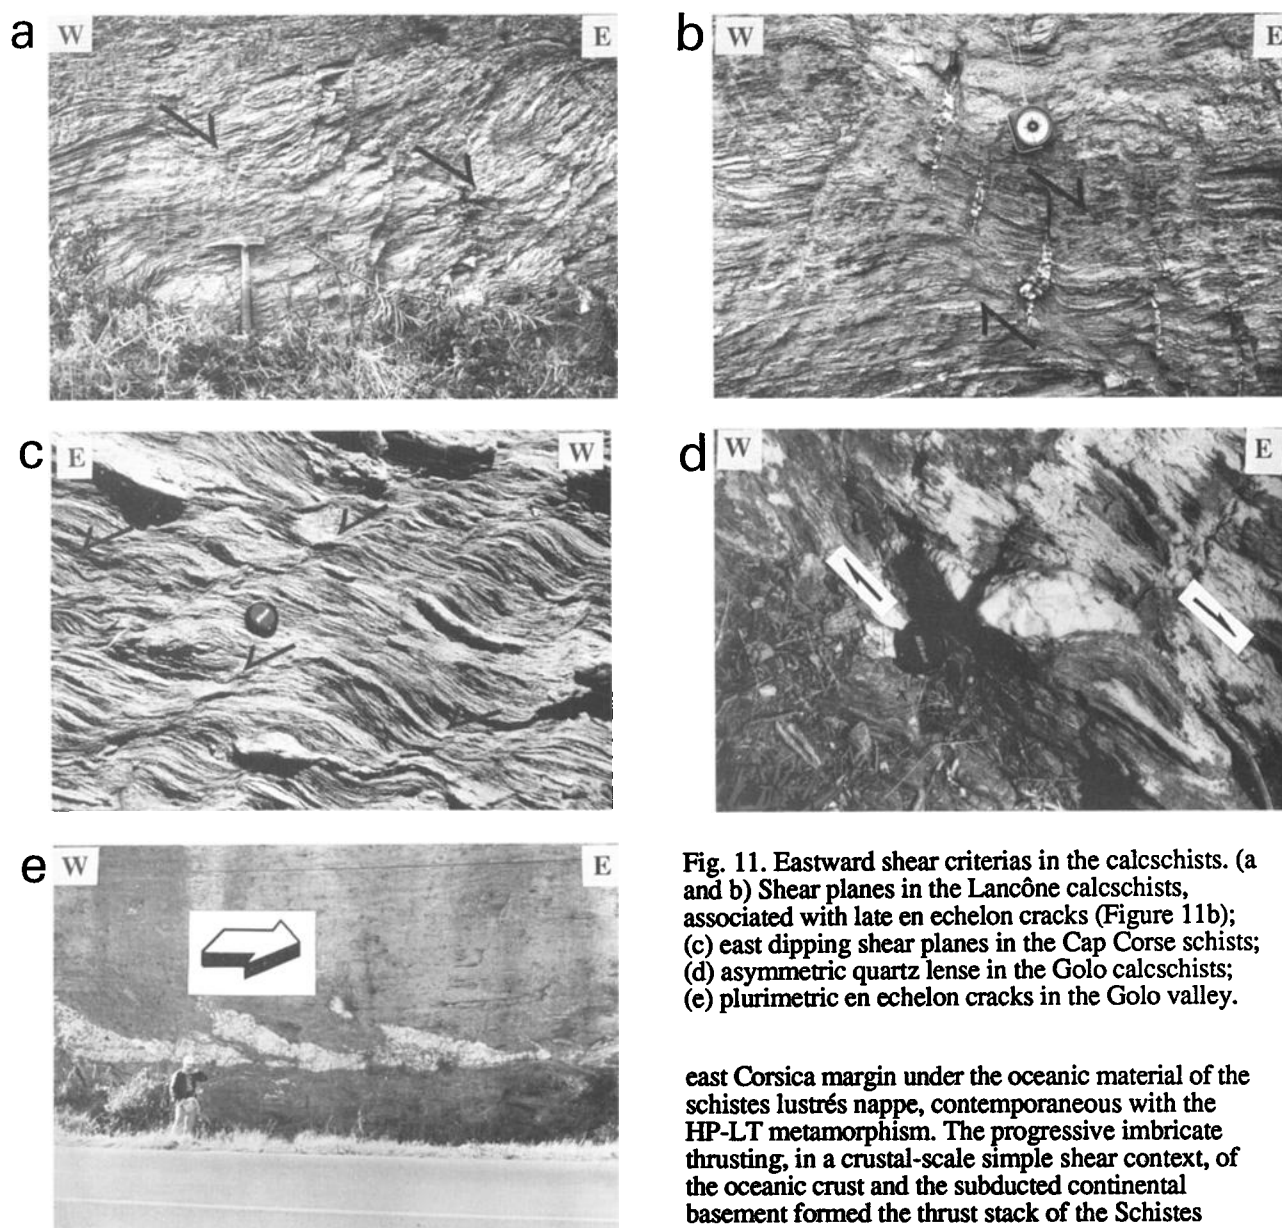 a
W
E
b
W
E
c
E
W
d
W
E
e
W
E
Fig. 11. Eastward shear criterias in the calcschists. (a
and b) Shear planes in the Lancône calcschists,
associated with late en echelon cracks (Figure 11b);
(c) east dipping shear planes in the Cap Corse schists;
(d) asymmetric quartz lense in the Golo calcschists;
(e) plurimetric en echelon cracks in the Golo valley.
east Corsica margin under the oceanic material of the
schistes lustrés nappe, contemporaneous with the
HP-LT metamorphism. The progressive imbricate
thrusting, in a crustal-scale simple shear context, of
the oceanic crust and the subducted continental
basement formed the thrust stack of the Schistes